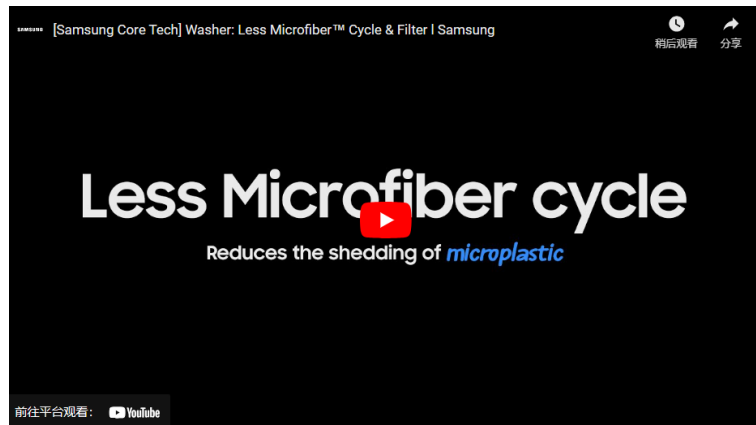 SAMSUNG [Samsung Core Tech] Washer: Less Microfiber™ Cycle & Filter l Samsung
稍后观看 分享
Less Microfiber cycle
Reduces the shedding of microplastic
前往平台观看： YouTube